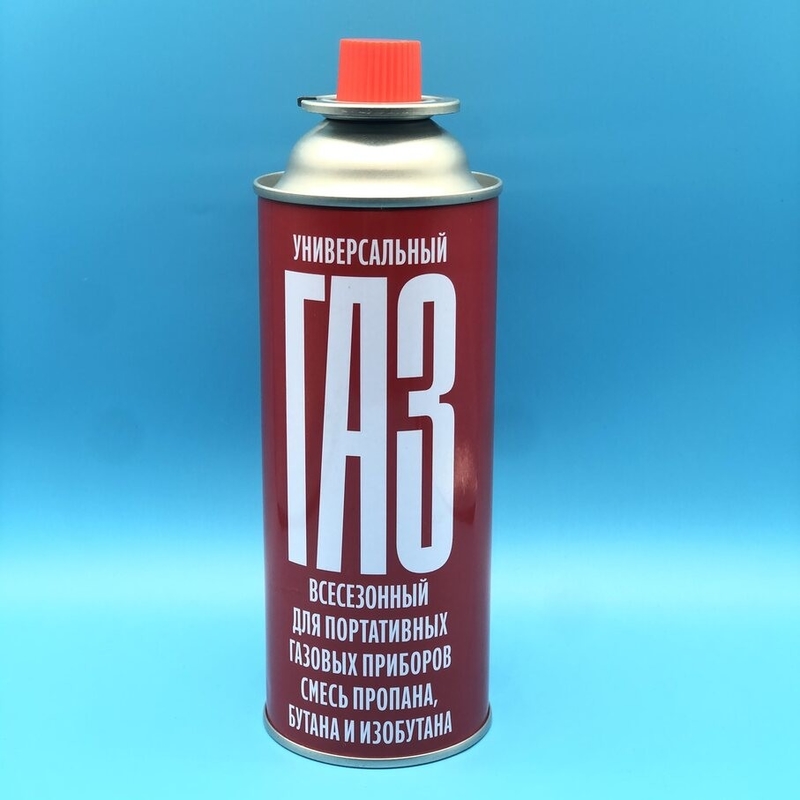 УНИВЕРСАЛЬНЫЙ
ГАЗ
ВСЕСЕЗОННЫЙ
ДЛЯ ПОРТАТИВНЫХ
ГАЗОВЫХ ПРИБОРОВ
СМЕСЬ ПРОПАНА,
БУТАНА И ИЗОБУТАНА